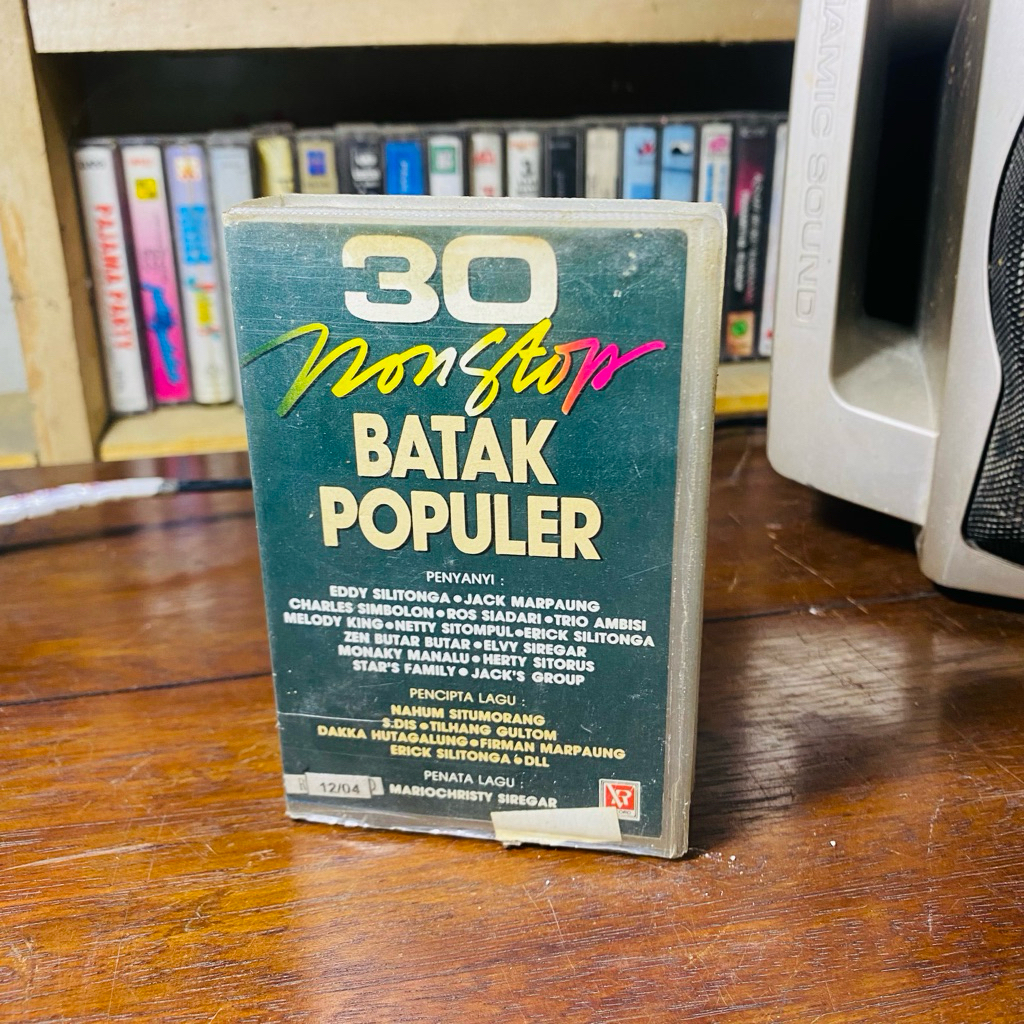 30
nonstop
BATAK
POPULER
PENYANYI :
EDDY SILITONGA • JACK MARPAUNG
CHARLES SIMBOLON • ROS SIADARI • TRIO AMBISI
MELODY KING • NETTY SITOMPUL • ERICK SILITONGA
ZEN BUTAR BUTAR • ELVY SIREGAR
MONAKY MANALU • HERTY SITORUS
STAR'S FAMILY • JACK'S GROUP
PENCIPTA LAGU :
NAHUM SITUMORANG
S.DIS • TILHANG GULTOM
DAKKA HUTAGALUNG • FIRMAN MARPAUNG
ERICK SILITONGA & DLL
PENATA LAGU :
MARIOCHRISTY SIREGAR
12/04
PAJAMA PARTY
AMIC SOUND